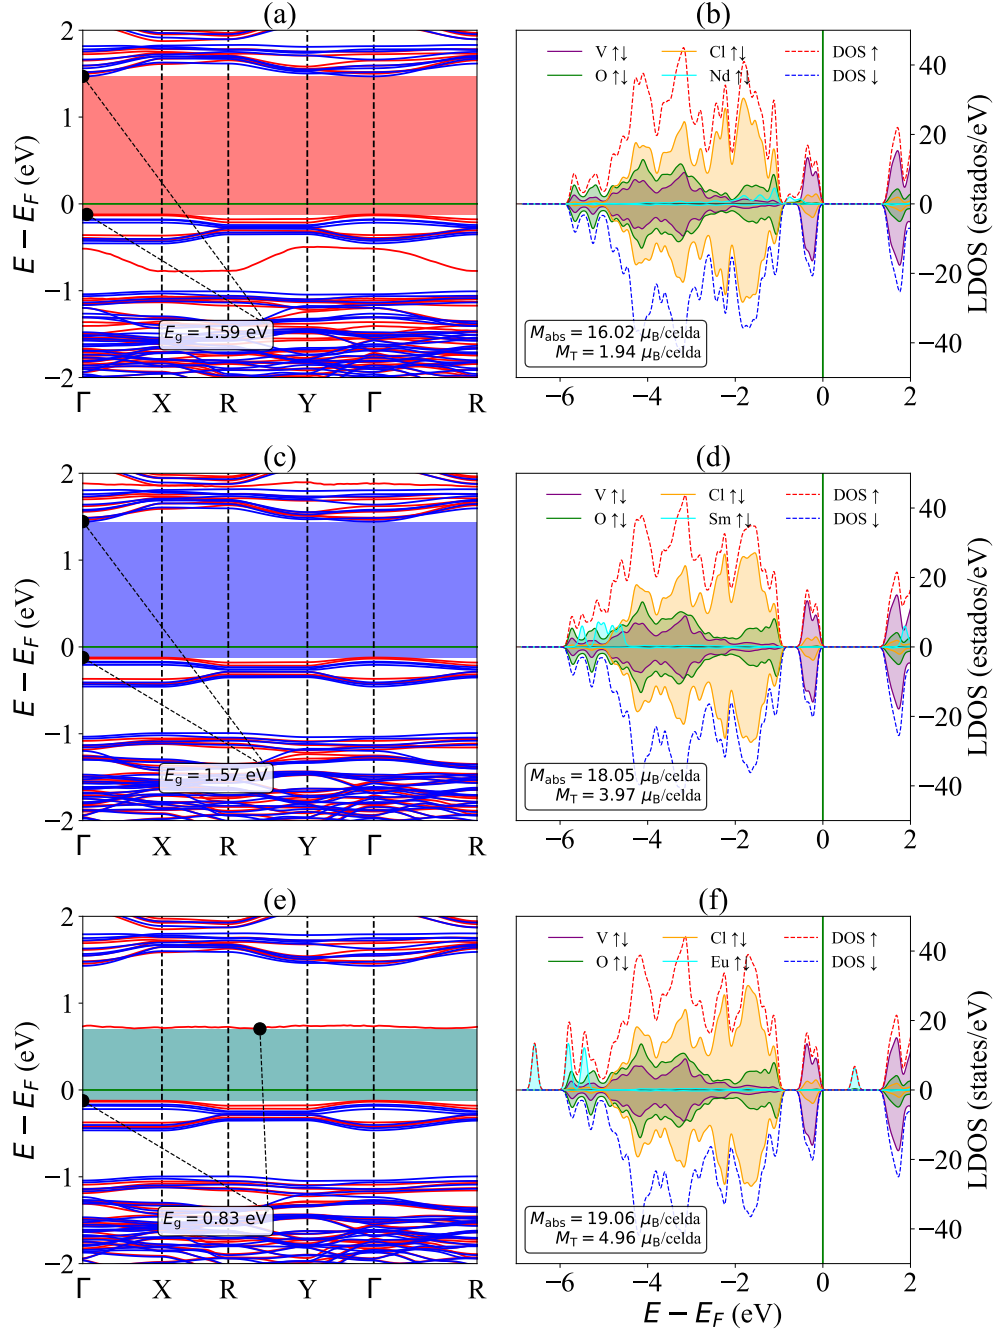 (a)
E − E_F (eV)
2
1
0
−1
−2
E_g = 1.59 eV
Γ X R Y Γ R
(b)
V ↑↓ Cl ↑↓ DOS ↑
O ↑↓ Nd ↑↓ DOS ↓
M_abs = 16.02 μ_B/celda
M_T = 1.94 μ_B/celda
40
20
0
−20
−40
LDOS (estados/eV)
−6 −4 −2 0 2
(c)
E − E_F (eV)
2
1
0
−1
−2
E_g = 1.57 eV
Γ X R Y Γ R
(d)
V ↑↓ Cl ↑↓ DOS ↑
O ↑↓ Sm ↑↓ DOS ↓
M_abs = 18.05 μ_B/celda
M_T = 3.97 μ_B/celda
40
20
0
−20
−40
LDOS (estados/eV)
−6 −4 −2 0 2
(e)
E − E_F (eV)
2
1
0
−1
−2
E_g = 0.83 eV
Γ X R Y Γ R
(f)
V ↑↓ Cl ↑↓ DOS ↑
O ↑↓ Eu ↑↓ DOS ↓
M_abs = 19.06 μ_B/celda
M_T = 4.96 μ_B/celda
40
20
0
−20
−40
LDOS (states/eV)
−6 −4 −2 0 2
E − E_F (eV)